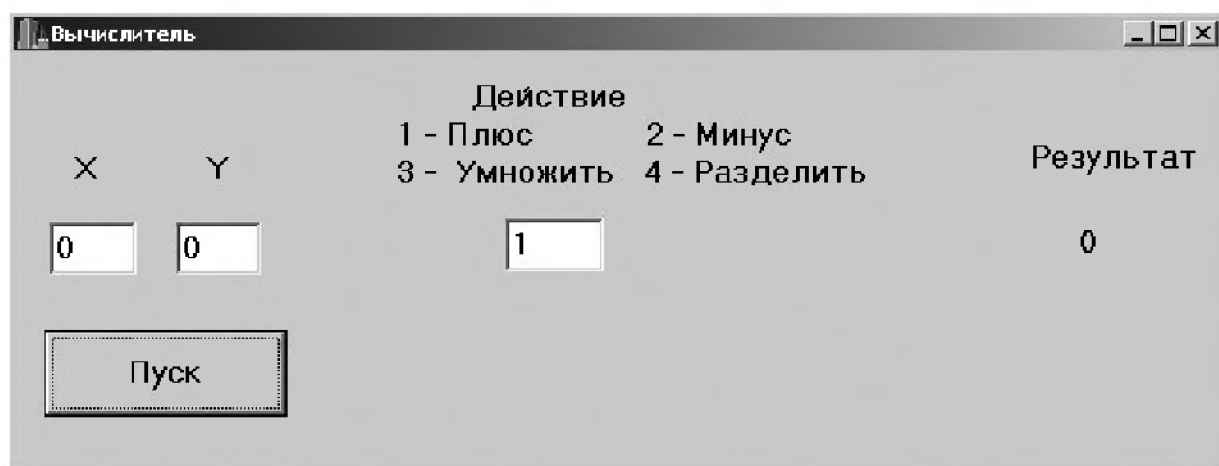 Вычислитель
Действие
1 - Плюс 2 - Минус
3 - Умножить 4 - Разделить
X Y
Результат
0 0
1
0
Пуск